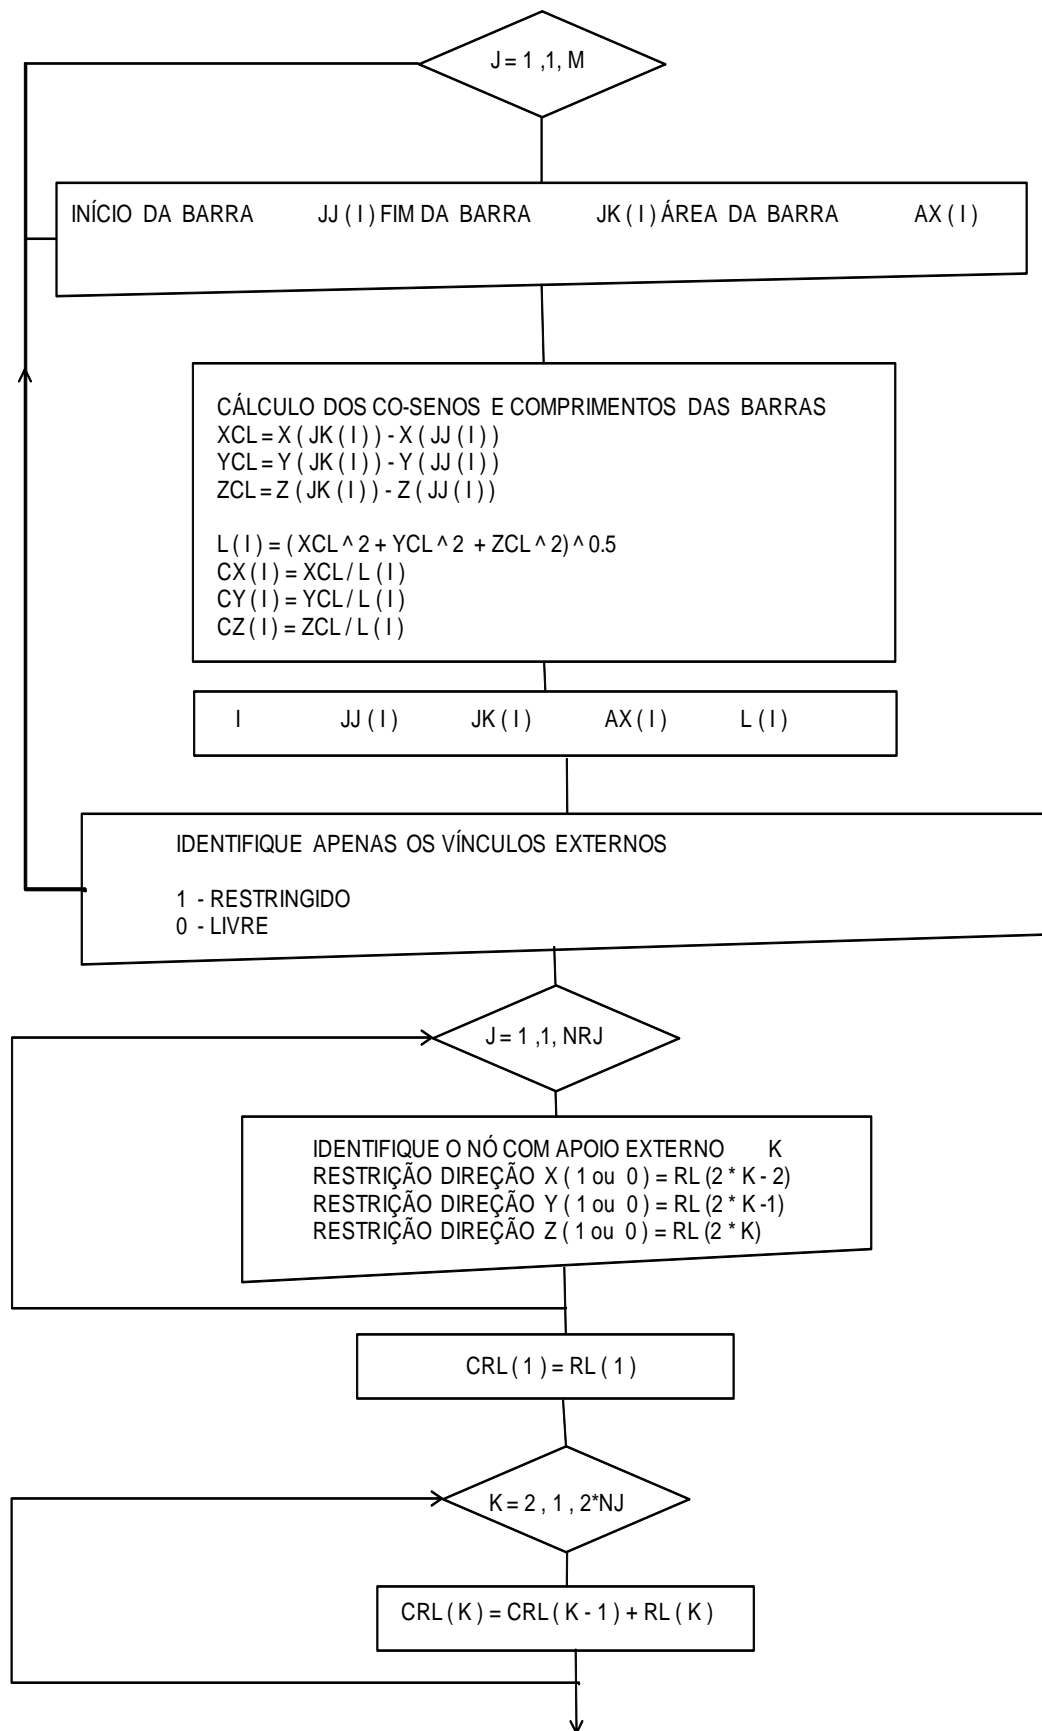 J = 1 ,1, M
INÍCIO DA BARRA JJ ( I ) FIM DA BARRA JK ( I ) ÁREA DA BARRA AX ( I )
CÁLCULO DOS CO-SENOS E COMPRIMENTOS DAS BARRAS
XCL = X ( JK ( I ) ) - X ( JJ ( I ) )
YCL = Y ( JK ( I ) ) - Y ( JJ ( I ) )
ZCL = Z ( JK ( I ) ) - Z ( JJ ( I ) )
L ( I ) = ( XCL ^ 2 + YCL ^ 2 + ZCL ^ 2) ^ 0.5
CX ( I ) = XCL / L ( I )
CY ( I ) = YCL / L ( I )
CZ ( I ) = ZCL / L ( I )
I JJ ( I ) JK ( I ) AX ( I ) L ( I )
IDENTIFIQUE APENAS OS VÍNCULOS EXTERNOS
1 - RESTRINGIDO
0 - LIVRE
J = 1 ,1, NRJ
IDENTIFIQUE O NÓ COM APOIO EXTERNO K
RESTRIÇÃO DIREÇÃO X ( 1 ou 0 ) = RL (2 * K - 2)
RESTRIÇÃO DIREÇÃO Y ( 1 ou 0 ) = RL (2 * K -1)
RESTRIÇÃO DIREÇÃO Z ( 1 ou 0 ) = RL (2 * K)
CRL ( 1 ) = RL ( 1 )
K = 2 , 1 , 2*NJ
CRL ( K ) = CRL ( K - 1 ) + RL ( K )